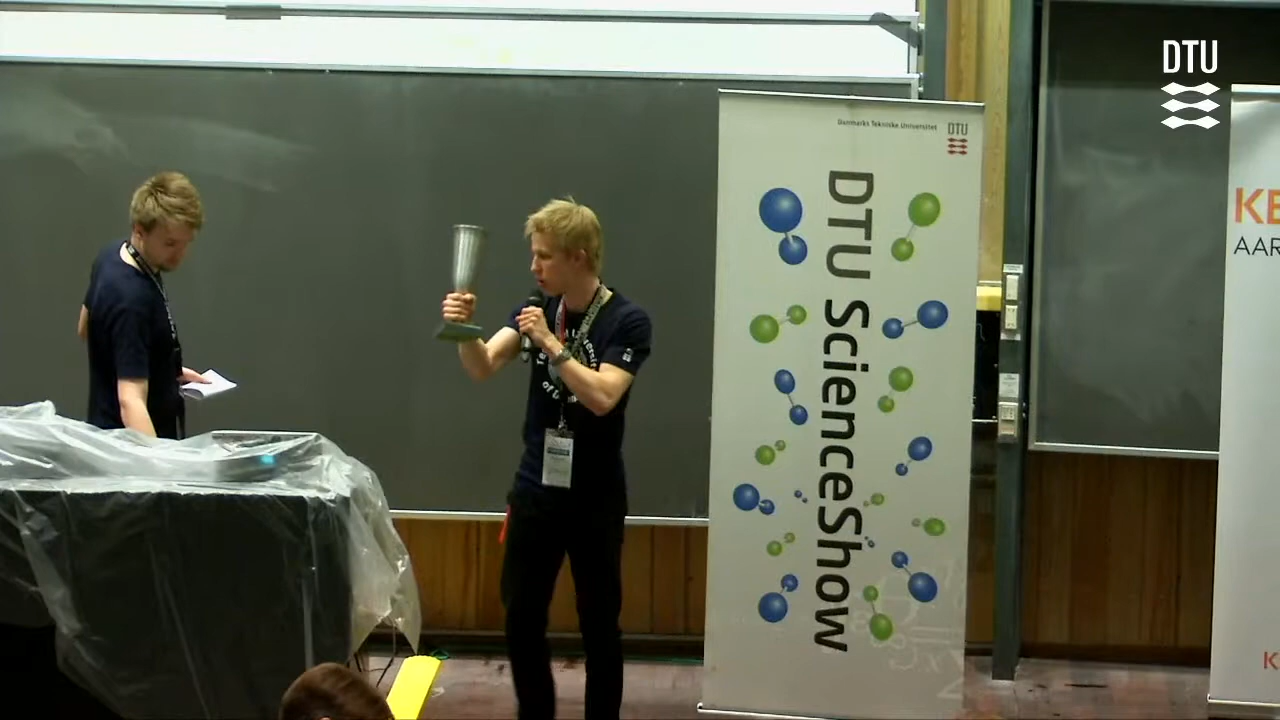 DTU
Danmarks Tekniske Universitet
DTU
DTU ScienceShow
KE
AAR
K